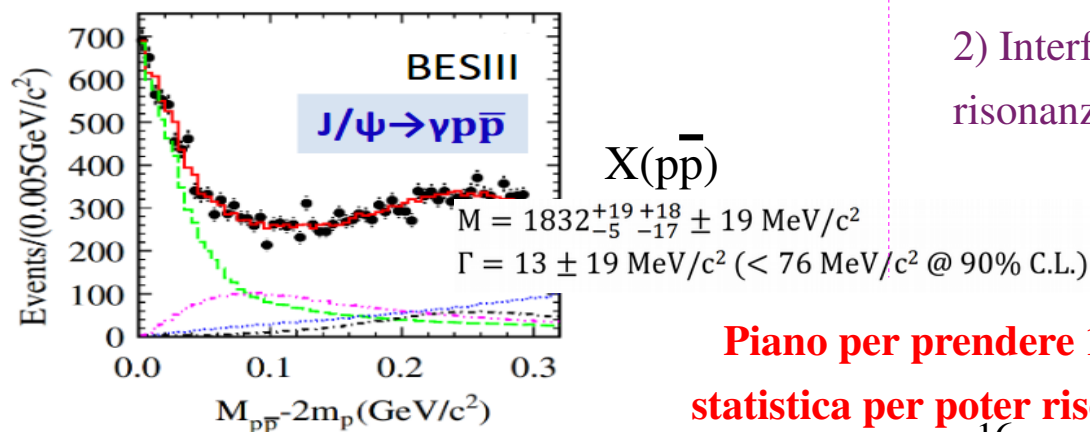 700
600
500
400
300
200
100
0
Events/(0.005GeV/c²)
BESIII
J/ψ→γpp̅
0.0 0.1 0.2 0.3
M_pp̅-2m_p(GeV/c²)
X(pp̅)
M = 1832⁺¹⁹₋₅ ⁺¹⁸₋₁₇ ± 19 MeV/c²
Γ = 13 ± 19 MeV/c² (< 76 MeV/c² @ 90% C.L.)
2) Interf
risonanz
Piano per prendere
statistica per poter ris